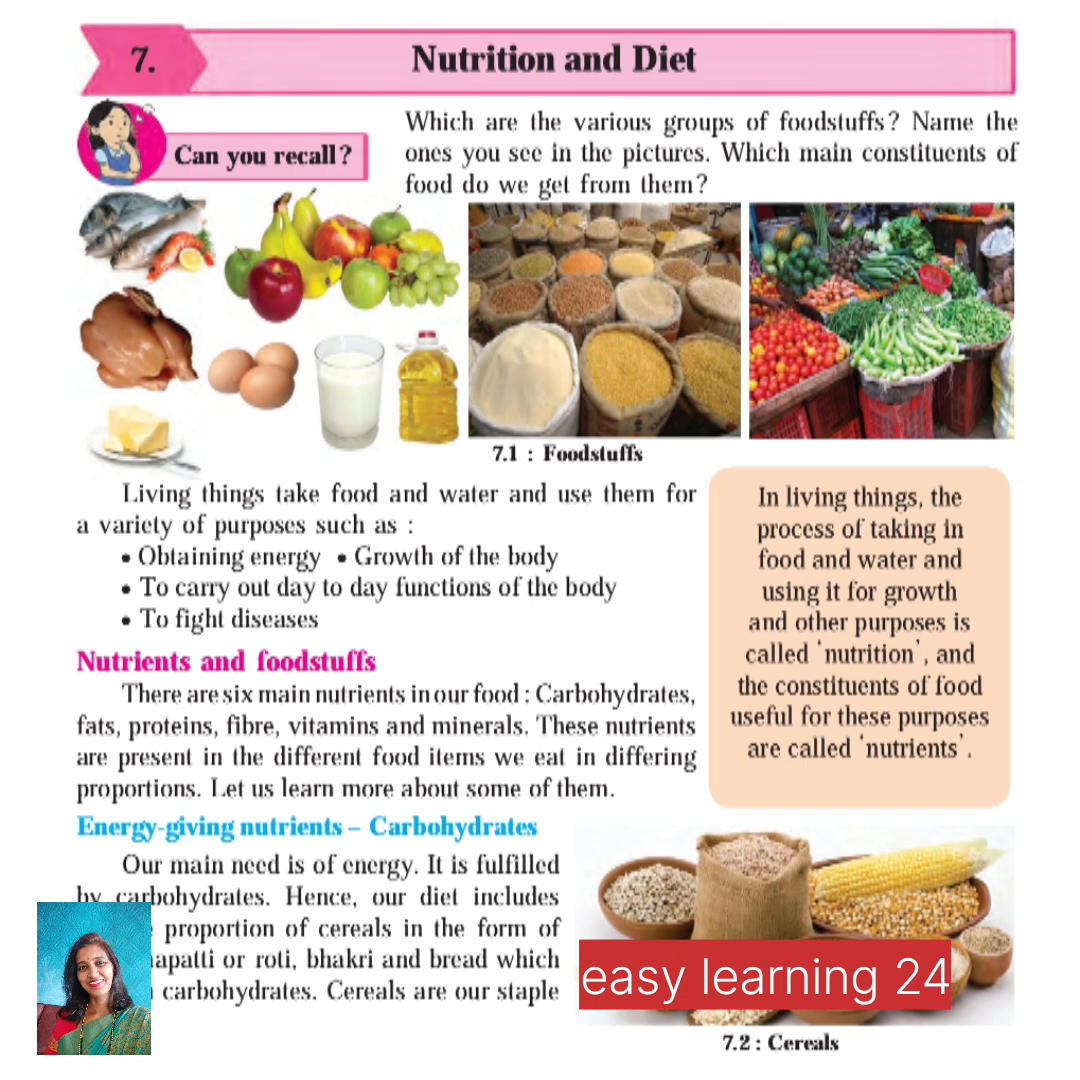 7.
Nutrition and Diet
Can you recall?
Which are the various groups of foodstuffs? Name the
ones you see in the pictures. Which main constituents of
food do we get from them?
7.1 : Foodstuffs
Living things take food and water and use them for
a variety of purposes such as :
• Obtaining energy • Growth of the body
• To carry out day to day functions of the body
• To fight diseases
In living things, the
process of taking in
food and water and
using it for growth
and other purposes is
called 'nutrition', and
the constituents of food
useful for these purposes
are called 'nutrients'.
Nutrients and foodstuffs
There are six main nutrients in our food : Carbohydrates,
fats, proteins, fibre, vitamins and minerals. These nutrients
are present in the different food items we eat in differing
proportions. Let us learn more about some of them.
Energy-giving nutrients – Carbohydrates
Our main need is of energy. It is fulfilled
by carbohydrates. Hence, our diet includes
proportion of cereals in the form of
or roti, bhakri and bread which
carbohydrates. Cereals are our staple
easy learning 24
7.2 : Cereals